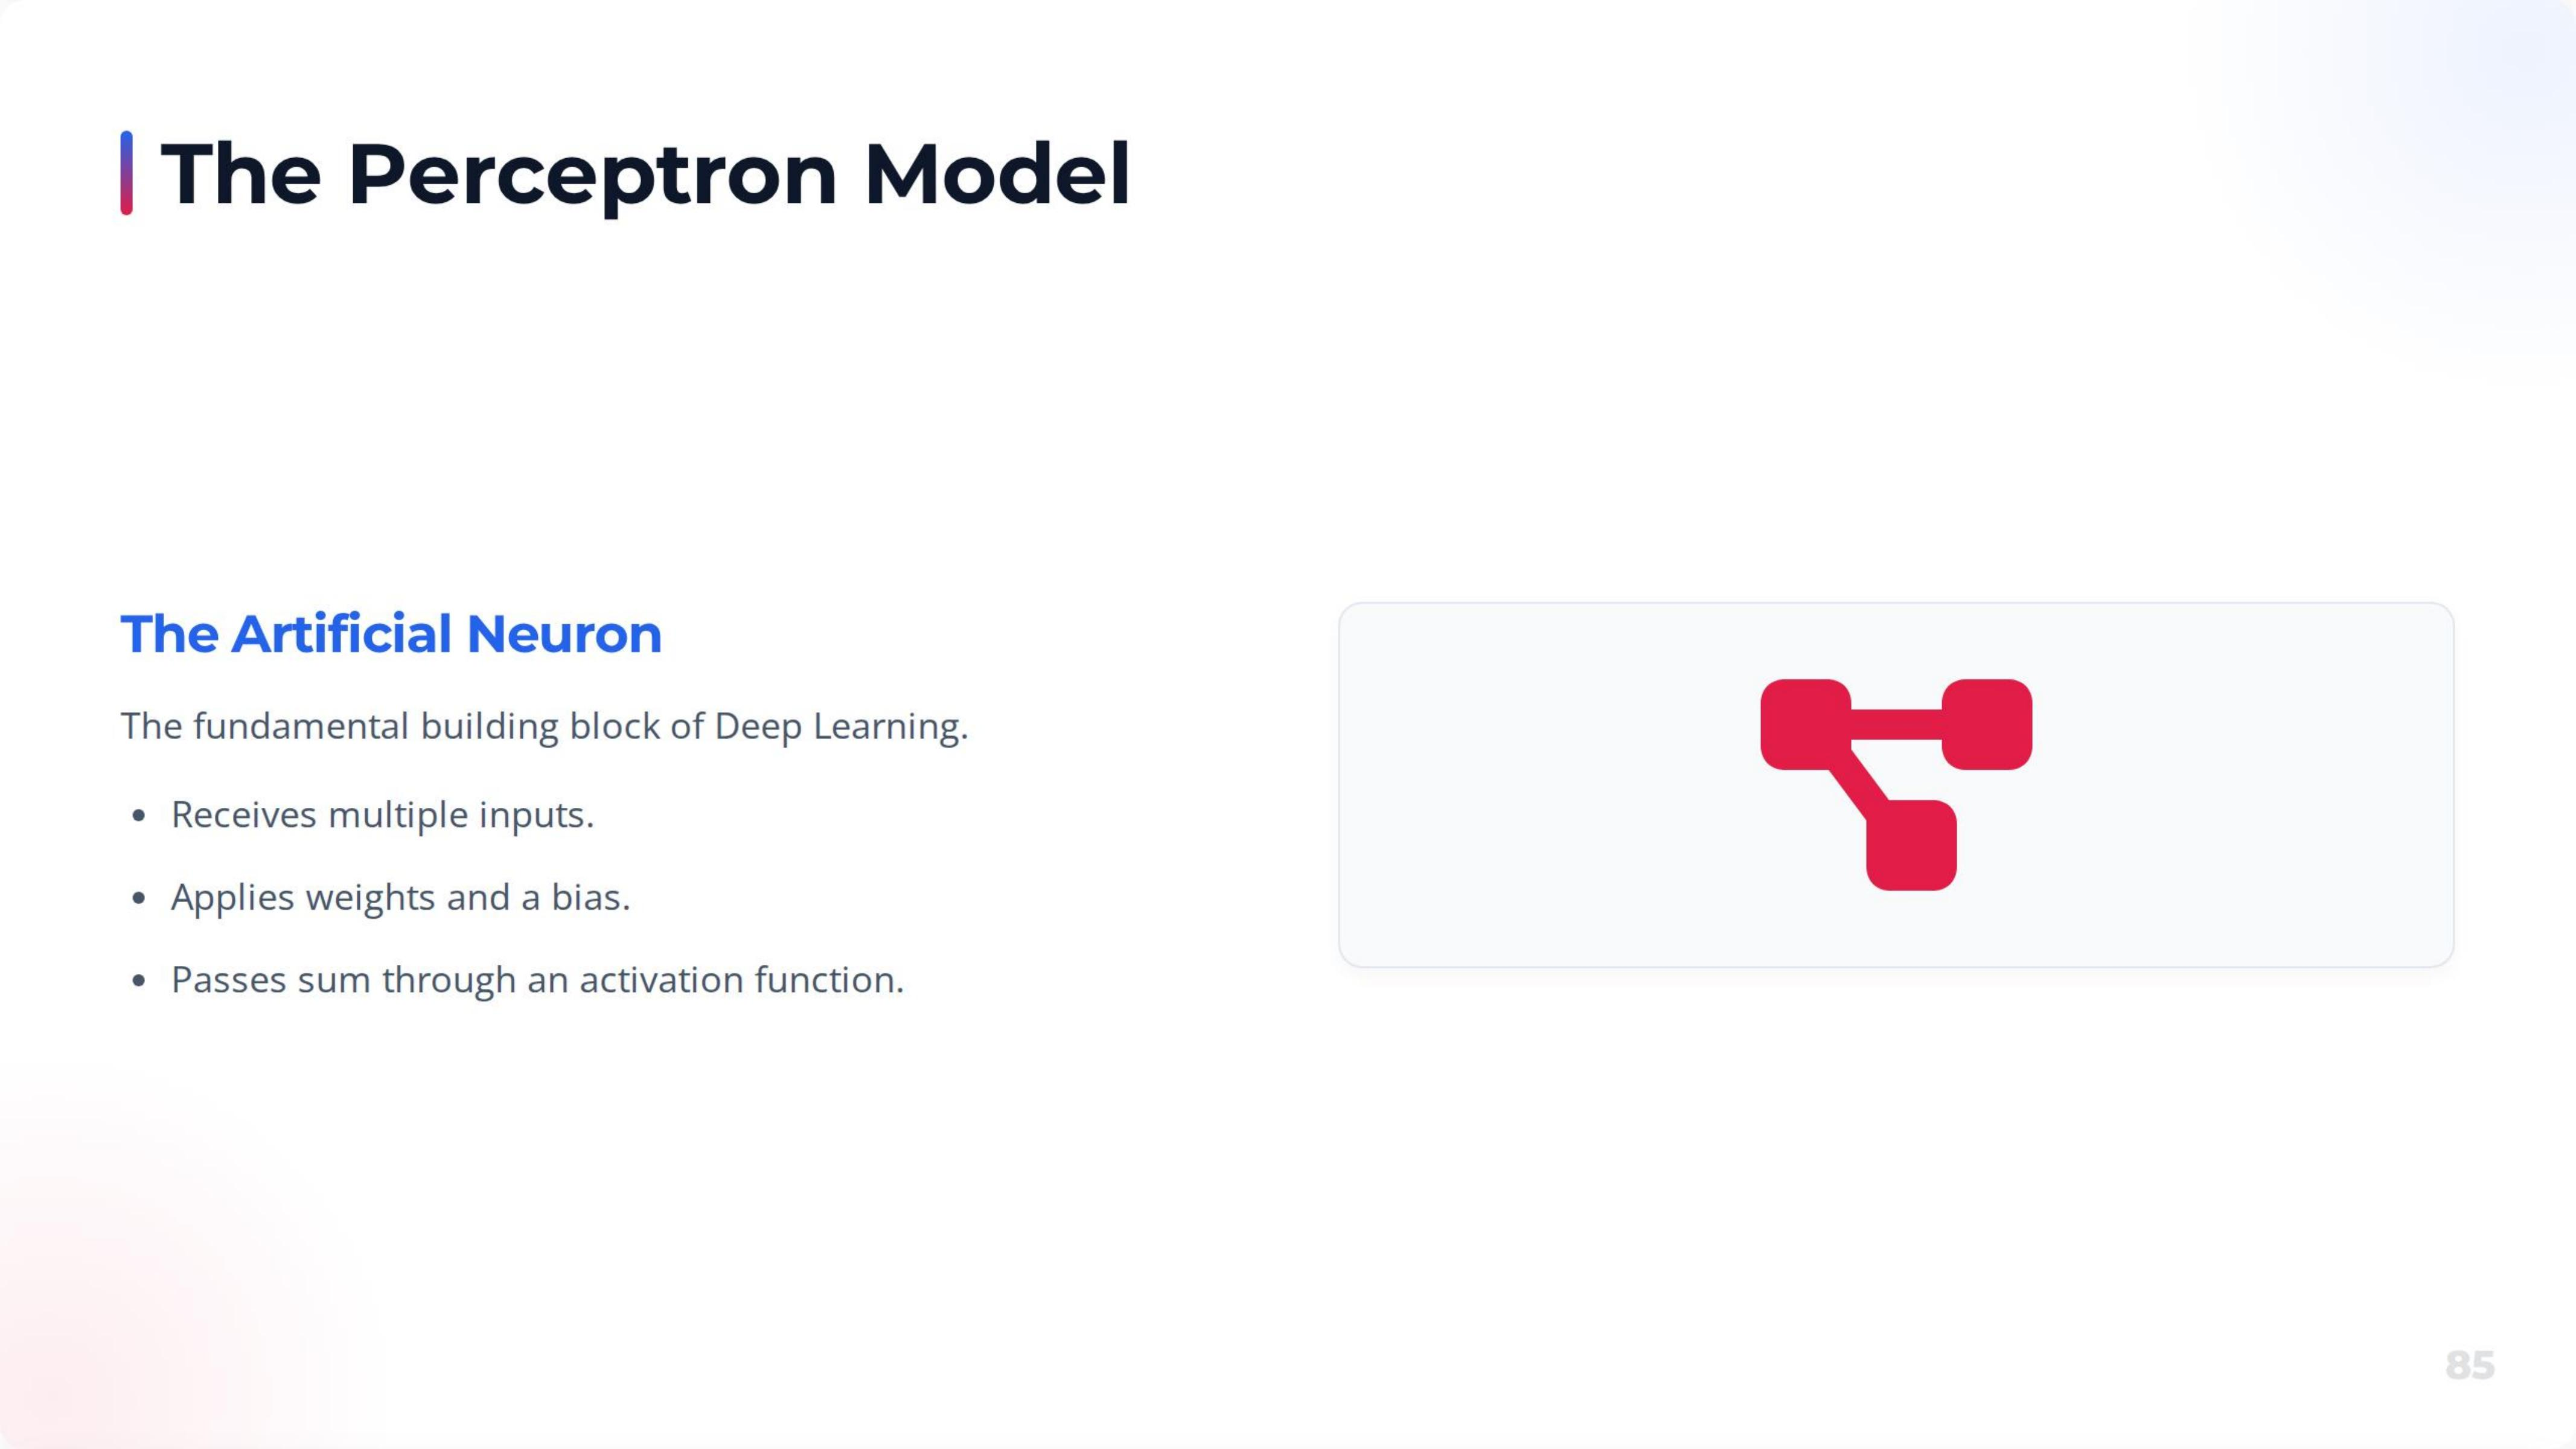 The Perceptron Model
The Artificial Neuron
The fundamental building block of Deep Learning.
• Receives multiple inputs.
• Applies weights and a bias.
• Passes sum through an activation function.
85